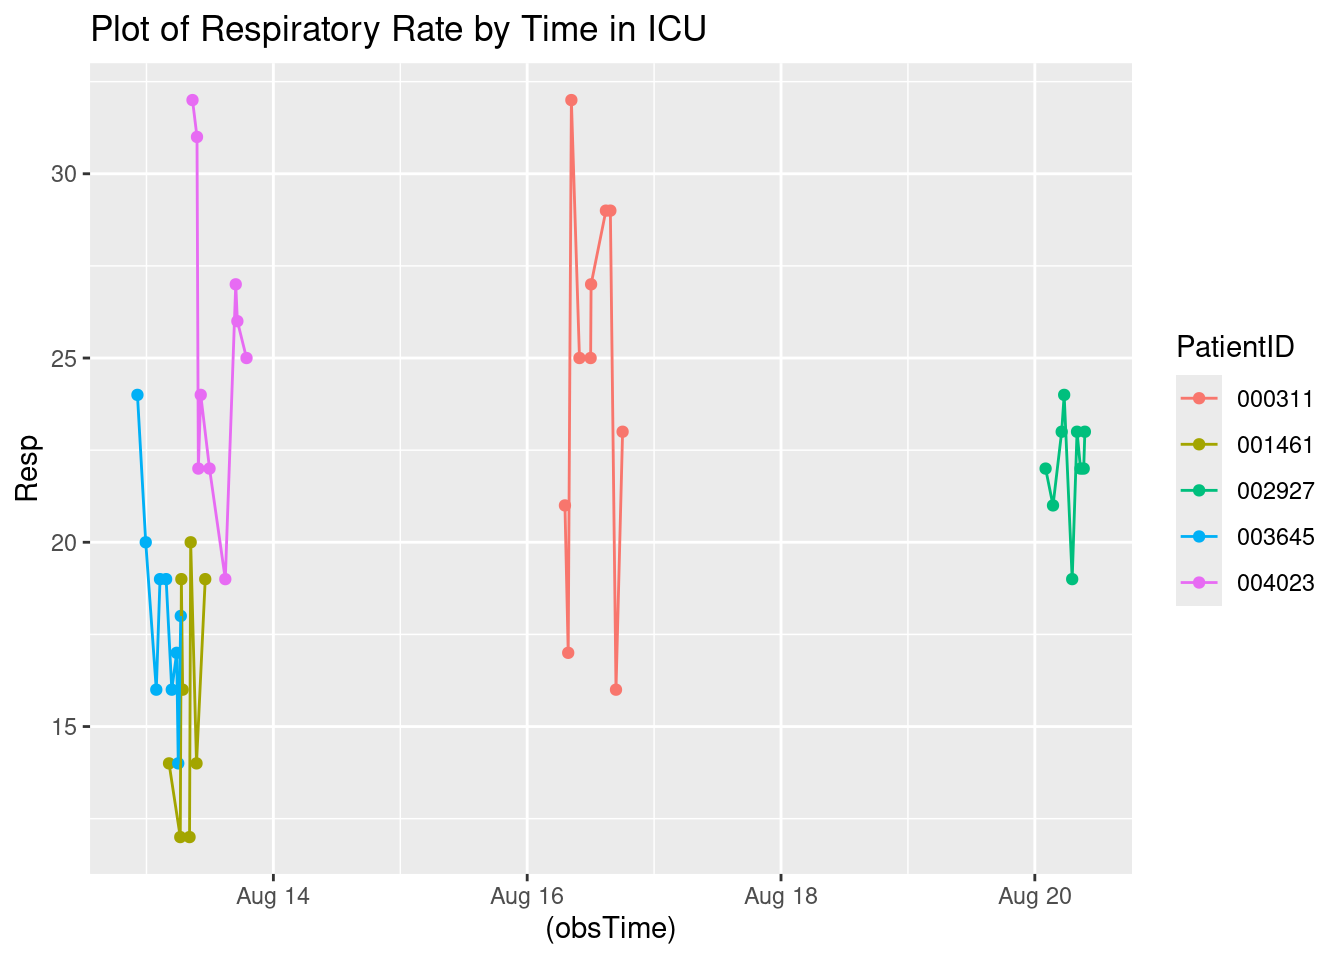 Plot of Respiratory Rate by Time in ICU
Resp
30
25
20
15
Aug 14
Aug 16
Aug 18
Aug 20
(obsTime)
PatientID
000311
001461
002927
003645
004023